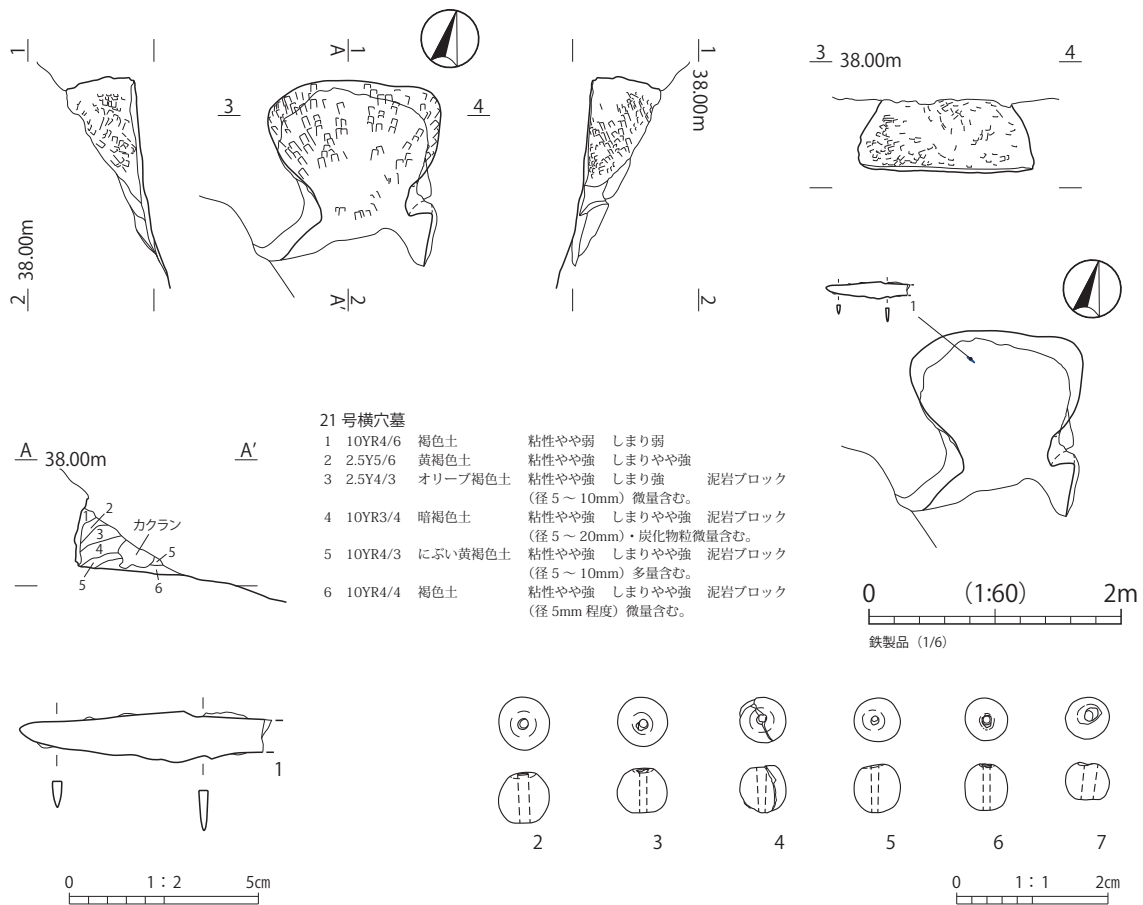 1
2
38.00m
A 1
A′ 2
3
4
1
38.00m
2
3 38.00m
4
1
A 38.00m
A′
1
2
3
4
5
カクラン
5
6
21 号横穴墓
1 10YR4/6 褐色土 粘性やや弱 しまり弱
2 2.5Y5/6 黄褐色土 粘性やや強 しまりやや強
3 2.5Y4/3 オリーブ褐色土 粘性やや強 しまり強 泥岩ブロック
（径 5 ～ 10mm）微量含む。
4 10YR3/4 暗褐色土 粘性やや強 しまりやや強 泥岩ブロック
（径 5 ～ 20mm）・炭化物粒微量含む。
5 10YR4/3 にぶい黄褐色土 粘性やや強 しまりやや強 泥岩ブロック
（径 5 ～ 10mm）多量含む。
6 10YR4/4 褐色土 粘性やや強 しまりやや強 泥岩ブロック
（径 5mm 程度）微量含む。
0 (1:60) 2m
鉄製品（1/6）
1
2 3 4 5 6 7
0 1：2 5㎝
0 1：1 2㎝